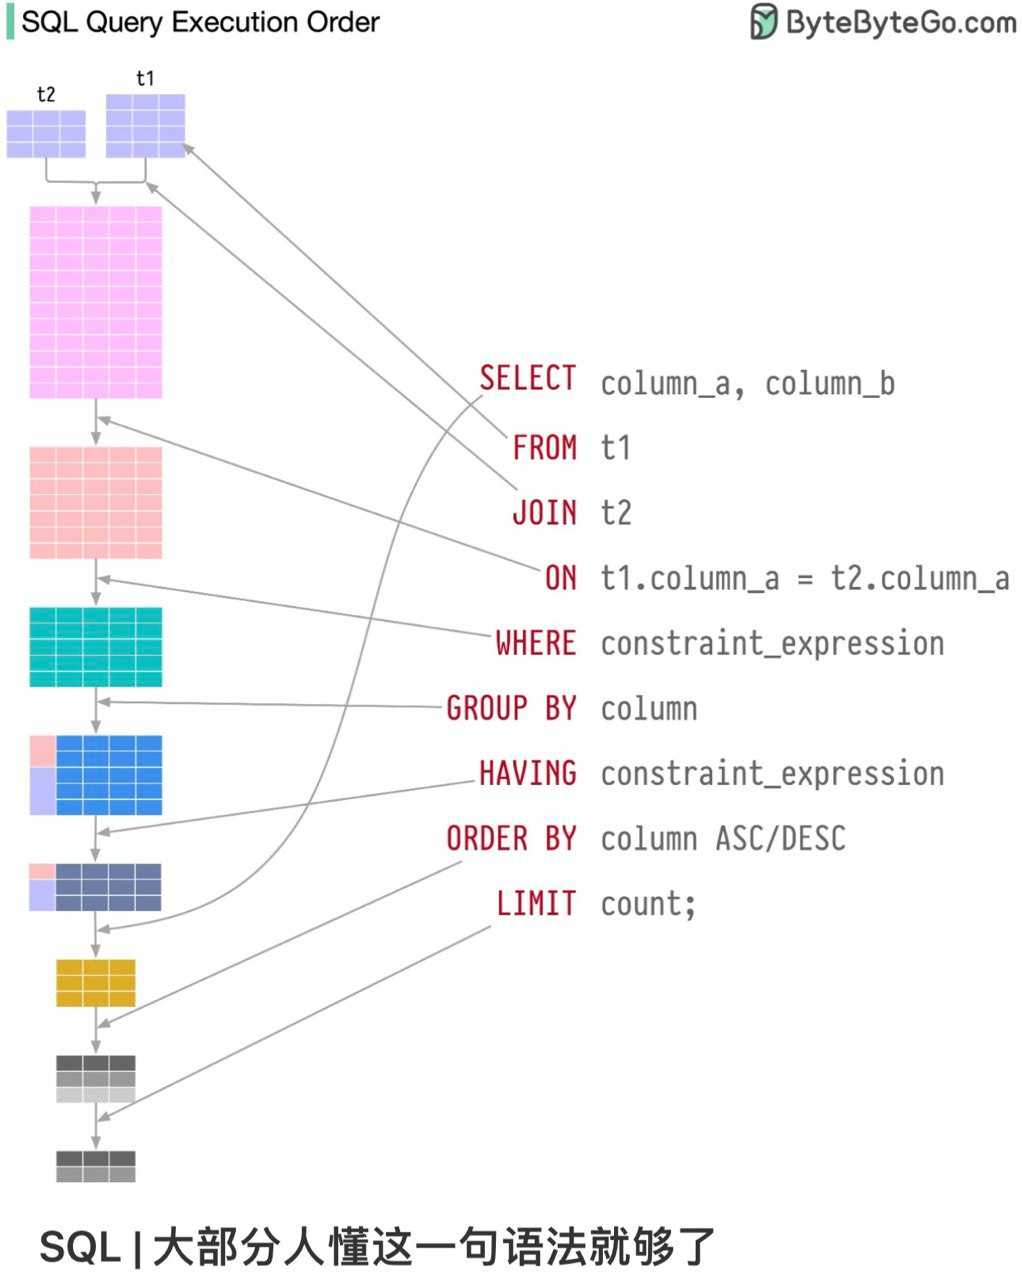 SQL Query Execution Order
ByteByteGo.com
t2
t1
SELECT column_a, column_b
FROM t1
JOIN t2
ON t1.column_a = t2.column_a
WHERE constraint_expression
GROUP BY column
HAVING constraint_expression
ORDER BY column ASC/DESC
LIMIT count;
SQL | 大部分人懂这一句语法就够了